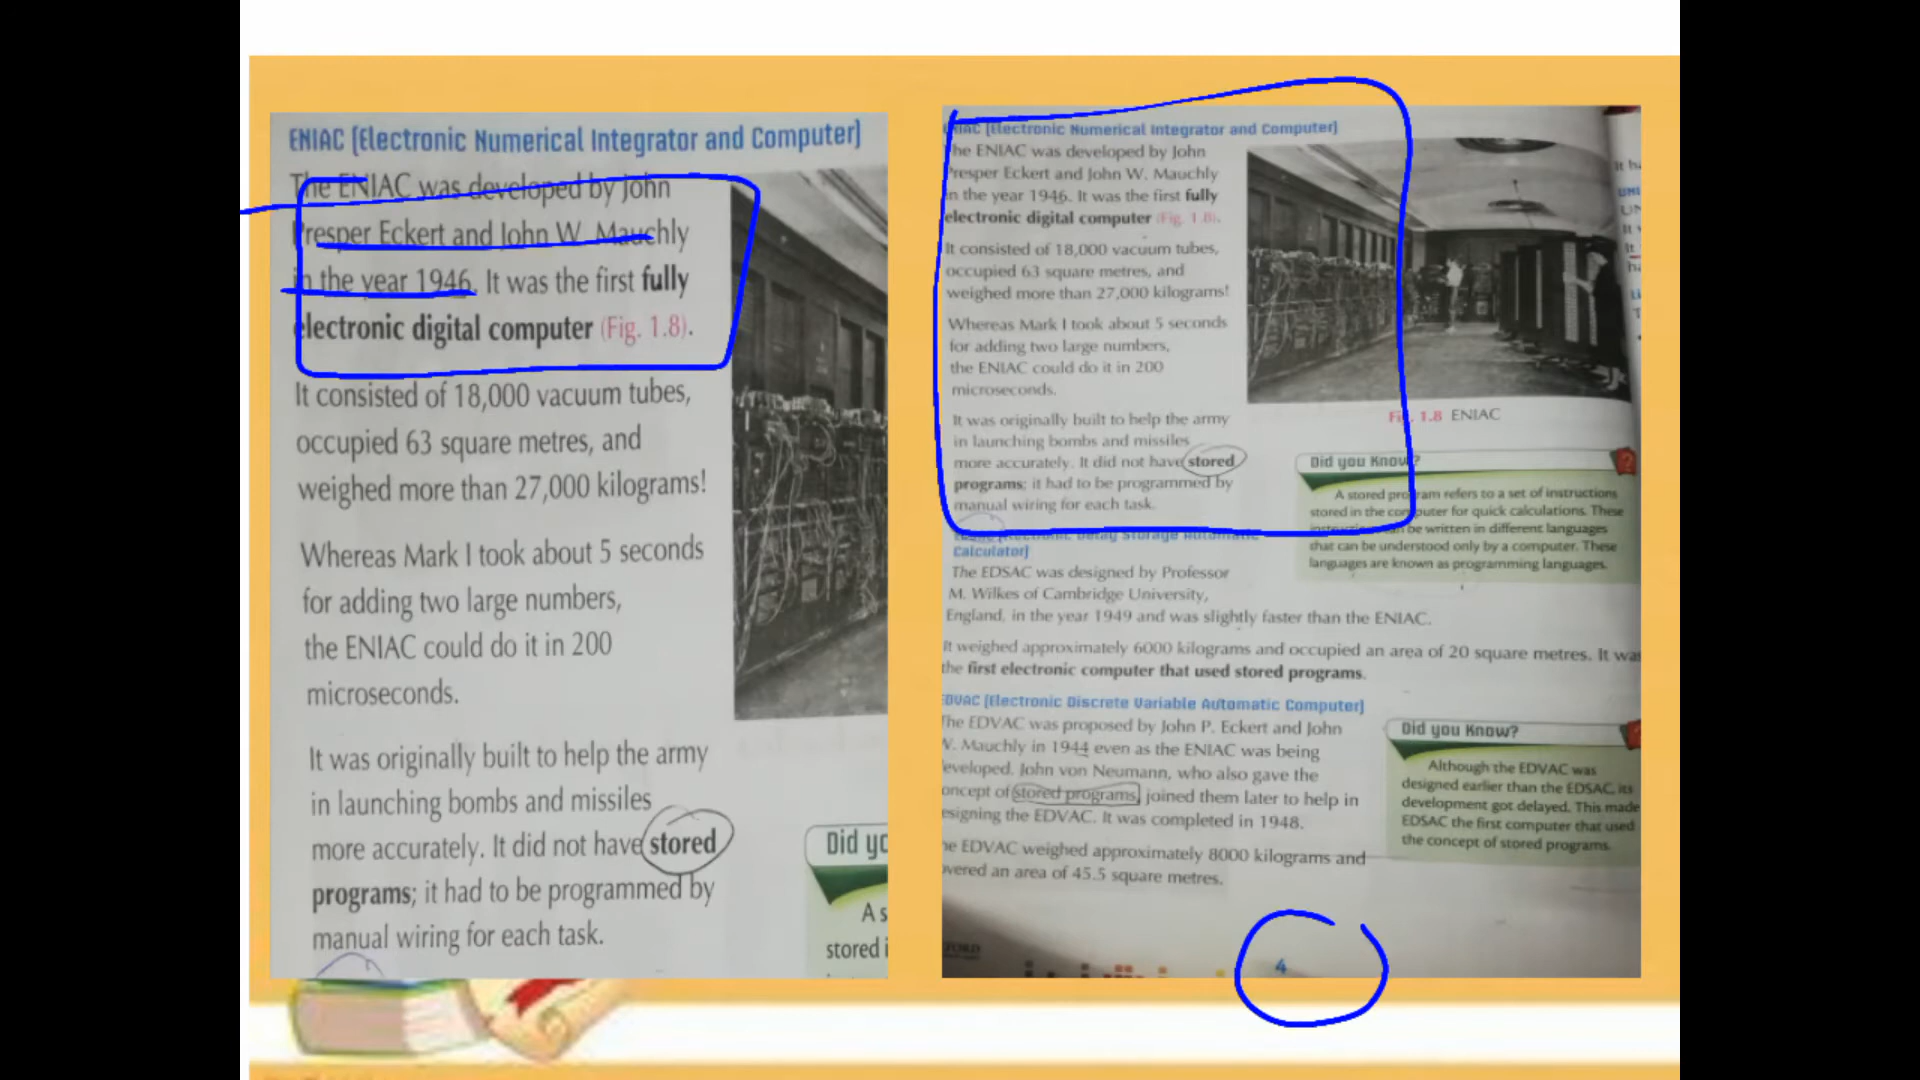 ENIAC (Electronic Numerical Integrator and Computer)
The ENIAC was developed by John
Presper Eckert and John W. Mauchly
in the year 1946. It was the first fully
electronic digital computer (Fig. 1.8).
It consisted of 18,000 vacuum tubes,
occupied 63 square metres, and
weighed more than 27,000 kilograms!
Whereas Mark I took about 5 seconds
for adding two large numbers,
the ENIAC could do it in 200
microseconds.
It was originally built to help the army
in launching bombs and missiles
more accurately. It did not have stored
programs; it had to be programmed by
manual wiring for each task.
Did yo
A s
stored i
ENIAC (Electronic Numerical Integrator and Computer)
The ENIAC was developed by John
Presper Eckert and John W. Mauchly
in the year 1946. It was the first fully
electronic digital computer (Fig. 1.8).
It consisted of 18,000 vacuum tubes,
occupied 63 square metres, and
weighed more than 27,000 kilograms!
Whereas Mark I took about 5 seconds
for adding two large numbers,
the ENIAC could do it in 200
microseconds.
It was originally built to help the army
in launching bombs and missiles
more accurately. It did not have stored
programs; it had to be programmed by
manual wiring for each task.
Fig. 1.8 ENIAC
Did you Know?
A stored program refers to a set of instructions
stored in the computer for quick calculations. These
instructions can be written in different languages
that can be understood only by a computer. These
languages are known as programming languages.
EDSAC (Electronic Delay Storage Automatic
Calculator)
The EDSAC was designed by Professor
M. Wilkes of Cambridge University,
England, in the year 1949 and was slightly faster than the ENIAC.
It weighed approximately 6000 kilograms and occupied an area of 20 square metres. It was
the first electronic computer that used stored programs.
EDVAC (Electronic Discrete Variable Automatic Computer)
The EDVAC was proposed by John P. Eckert and John
W. Mauchly in 1944 even as the ENIAC was being
eveloped. John von Neumann, who also gave the
oncept of stored programs, joined them later to help in
esigning the EDVAC. It was completed in 1948.
he EDVAC weighed approximately 8000 kilograms and
overed an area of 45.5 square metres.
Did you Know?
Although the EDVAC was
designed earlier than the EDSAC, its
development got delayed. This made
EDSAC the first computer that used
the concept of stored programs.
4